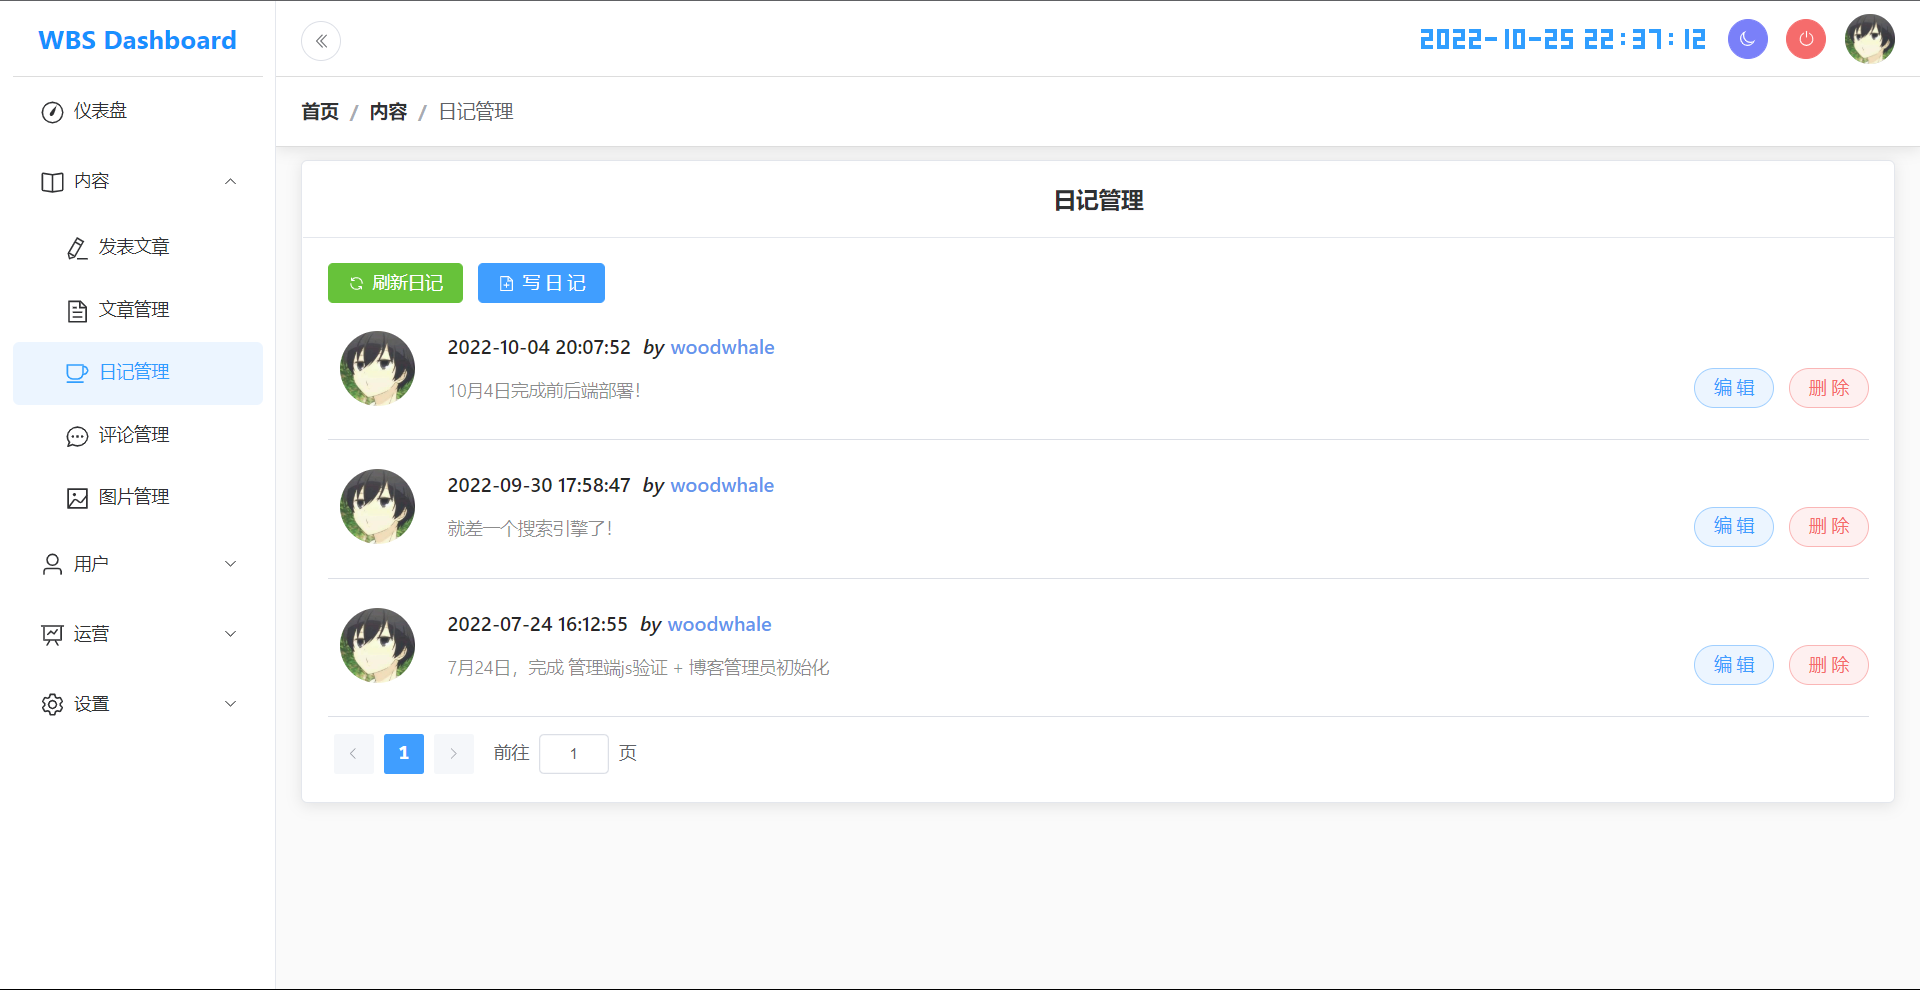 WBS Dashboard
2022-10-25 22:37:12
仪表盘
内容
发表文章
文章管理
日记管理
评论管理
图片管理
用户
运营
设置
首页 / 内容 / 日记管理
日记管理
刷新日记 写日记
2022-10-04 20:07:52 by woodwhale
10月4日完成前后端部署！
编辑 删除
2022-09-30 17:58:47 by woodwhale
就差一个搜索引擎了！
编辑 删除
2022-07-24 16:12:55 by woodwhale
7月24日，完成 管理端js验证 + 博客管理员初始化
编辑 删除
1 前往 1 页